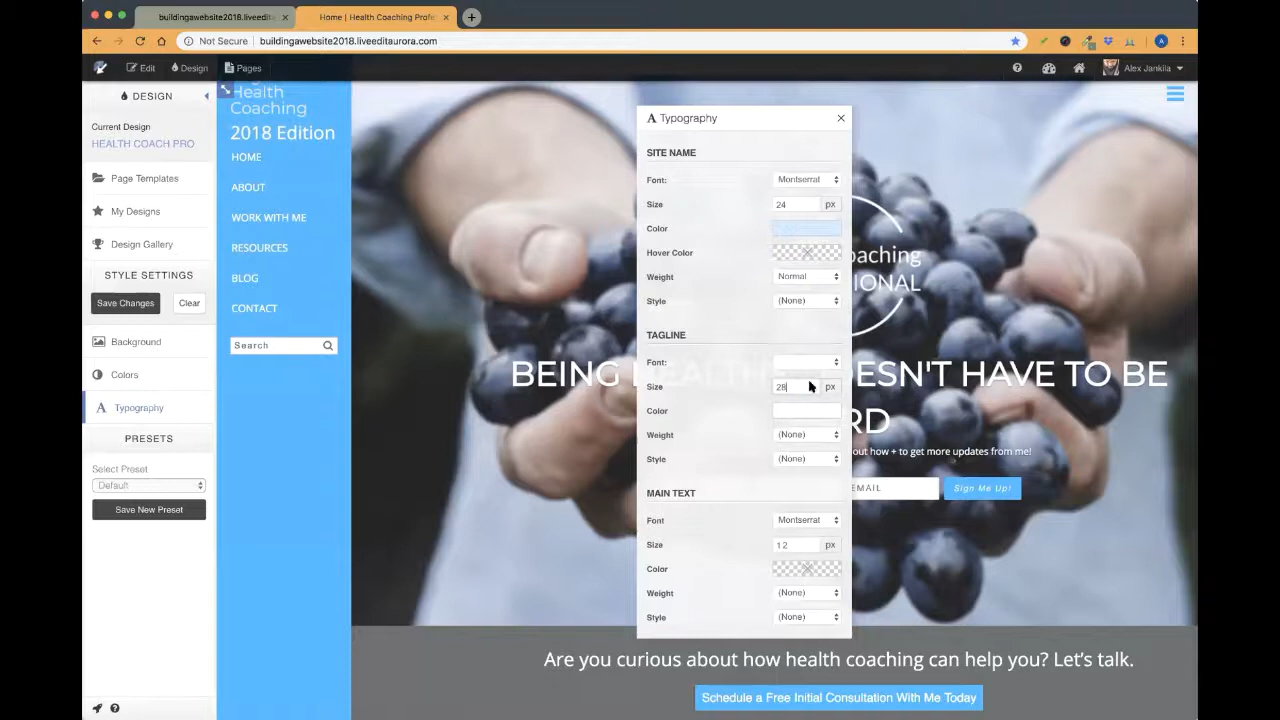 buildingawebsite2018.liveedita
Home | Health Coaching Profe
Not Secure
buildingawebsite2018.liveeditaurora.com
Edit
Design
Pages
Alex Jankila
DESIGN
Current Design
HEALTH COACH PRO
Page Templates
My Designs
Design Gallery
STYLE SETTINGS
Save Changes
Clear
Background
Colors
Typography
PRESETS
Select Preset
Default
Save New Preset
Health
Coaching
2018 Edition
HOME
ABOUT
WORK WITH ME
RESOURCES
BLOG
CONTACT
Search
Typography
SITE NAME
Font: Montserrat
Size 24 px
Color
Hover Color
Weight Normal
Style (None)
TAGLINE
Font:
Size 28 px
Color
Weight (None)
Style (None)
MAIN TEXT
Font Montserrat
Size 12 px
Color
Weight (None)
Style (None)
oaching
IONAL
BEING HEALTHY DOESN'T HAVE TO BE
RD
out how + to get more updates from me!
EMAIL
Sign Me Up!
Are you curious about how health coaching can help you? Let's talk.
Schedule a Free Initial Consultation With Me Today